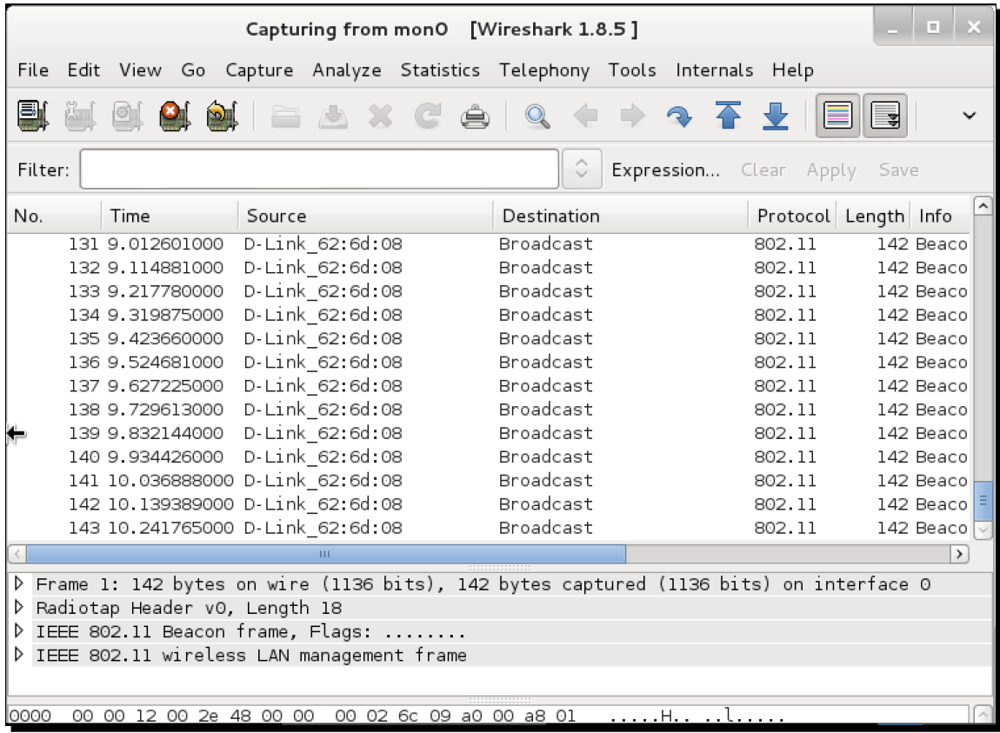 Capturing from mon0 [Wireshark 1.8.5 ]
File Edit View Go Capture Analyze Statistics Telephony Tools Internals Help
Filter: Expression... Clear Apply Save
No. Time Source Destination Protocol Length Info
131 9.012601000 D-Link_62:6d:08 Broadcast 802.11 142 Beaco
132 9.114881000 D-Link_62:6d:08 Broadcast 802.11 142 Beaco
133 9.217780000 D-Link_62:6d:08 Broadcast 802.11 142 Beaco
134 9.319875000 D-Link_62:6d:08 Broadcast 802.11 142 Beaco
135 9.423660000 D-Link_62:6d:08 Broadcast 802.11 142 Beaco
136 9.524681000 D-Link_62:6d:08 Broadcast 802.11 142 Beaco
137 9.627225000 D-Link_62:6d:08 Broadcast 802.11 142 Beaco
138 9.729613000 D-Link_62:6d:08 Broadcast 802.11 142 Beaco
139 9.832144000 D-Link_62:6d:08 Broadcast 802.11 142 Beaco
140 9.934426000 D-Link_62:6d:08 Broadcast 802.11 142 Beaco
141 10.036888000 D-Link_62:6d:08 Broadcast 802.11 142 Beaco
142 10.139389000 D-Link_62:6d:08 Broadcast 802.11 142 Beaco
143 10.241765000 D-Link_62:6d:08 Broadcast 802.11 142 Beaco
Frame 1: 142 bytes on wire (1136 bits), 142 bytes captured (1136 bits) on interface 0
Radiotap Header v0, Length 18
IEEE 802.11 Beacon frame, Flags: ........
IEEE 802.11 wireless LAN management frame
0000 00 00 12 00 2e 48 00 00 00 02 6c 09 a0 00 a8 01 .....H.. ..l.....